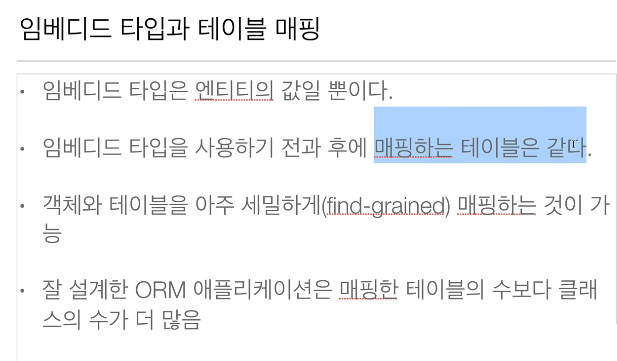 임베디드 타입과 테이블 매핑
• 임베디드 타입은 엔티티의 값일 뿐이다.
• 임베디드 타입을 사용하기 전과 후에 매핑하는 테이블은 같다.
• 객체와 테이블을 아주 세밀하게(find-grained) 매핑하는 것이 가
능
• 잘 설계한 ORM 애플리케이션은 매핑한 테이블의 수보다 클래
스의 수가 더 많음